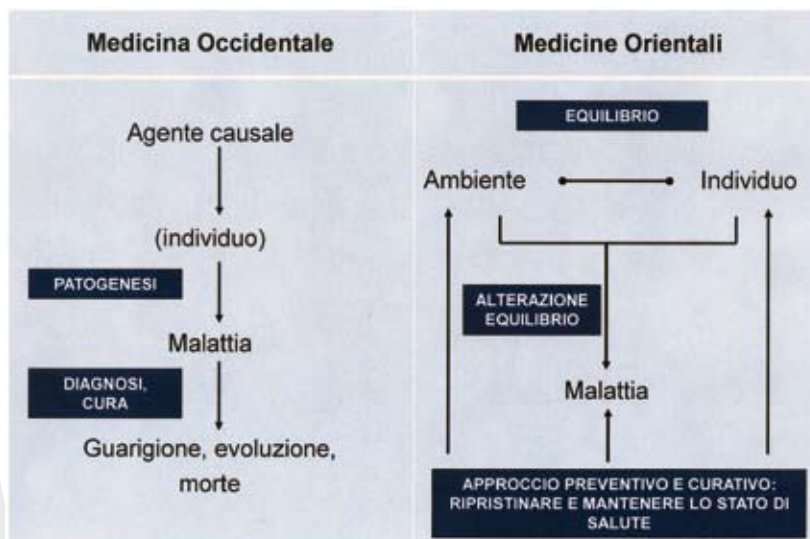 Medicina Occidentale
Agente causale
(individuo)
PATOGENESI
Malattia
DIAGNOSI,
CURA
Guarigione, evoluzione,
morte
Medicine Orientali
EQUILIBRIO
Ambiente
Individuo
ALTERAZIONE
EQUILIBRIO
Malattia
APPROCCIO PREVENTIVO E CURATIVO:
RIPRISTINARE E MANTENERE LO STATO DI
SALUTE